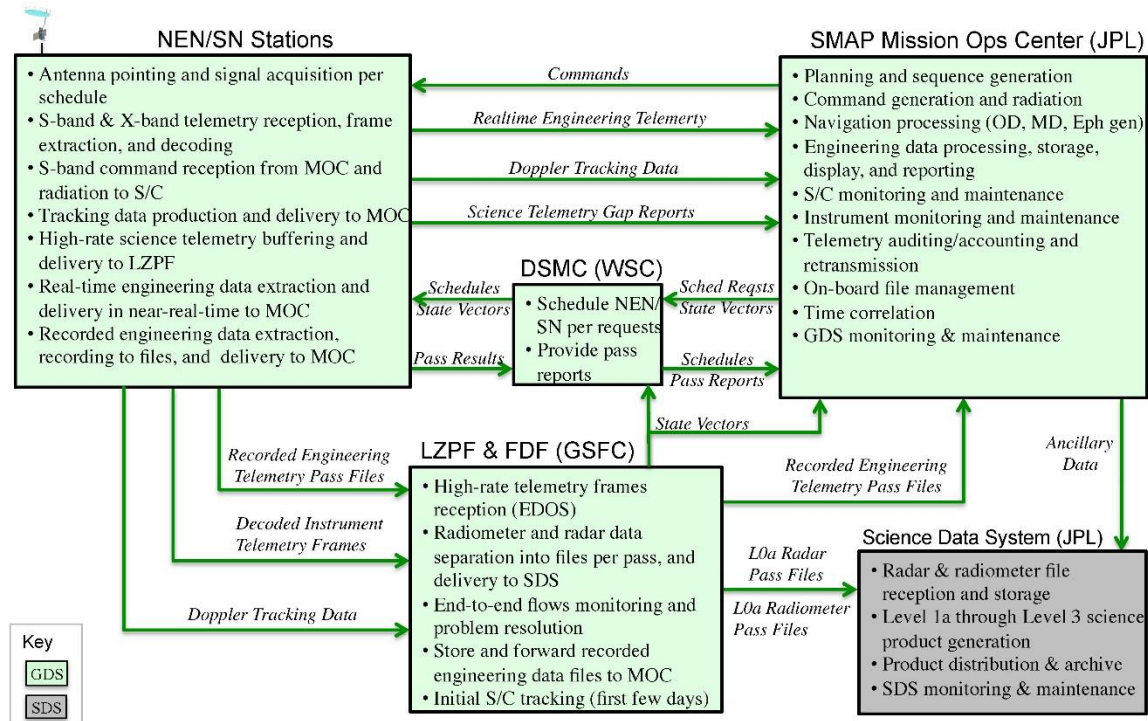 NEN/SN Stations
• Antenna pointing and signal acquisition per
schedule
• S-band & X-band telemetry reception, frame
extraction, and decoding
• S-band command reception from MOC and
radiation to S/C
• Tracking data production and delivery to MOC
• High-rate science telemetry buffering and
delivery to LZPF
• Real-time engineering data extraction and
delivery in near-real-time to MOC
• Recorded engineering data extraction,
recording to files, and delivery to MOC
Commands
Realtime Engineering Telemerty
Doppler Tracking Data
Science Telemetry Gap Reports
Schedules
State Vectors
Pass Results
DSMC (WSC)
• Schedule NEN/
SN per requests
• Provide pass
reports
Sched Reqsts
State Vectors
Schedules
Pass Reports
SMAP Mission Ops Center (JPL)
• Planning and sequence generation
• Command generation and radiation
• Navigation processing (OD, MD, Eph gen)
• Engineering data processing, storage,
display, and reporting
• S/C monitoring and maintenance
• Instrument monitoring and maintenance
• Telemetry auditing/accounting and
retransmission
• On-board file management
• Time correlation
• GDS monitoring & maintenance
State Vectors
Recorded Engineering
Telemetry Pass Files
Decoded Instrument
Telemetry Frames
Doppler Tracking Data
LZPF & FDF (GSFC)
• High-rate telemetry frames
reception (EDOS)
• Radiometer and radar data
separation into files per pass, and
delivery to SDS
• End-to-end flows monitoring and
problem resolution
• Store and forward recorded
engineering data files to MOC
• Initial S/C tracking (first few days)
Recorded Engineering
Telemetry Pass Files
L0a Radar
Pass Files
L0a Radiometer
Pass Files
Ancillary
Data
Science Data System (JPL)
• Radar & radiometer file
reception and storage
• Level 1a through Level 3 science
product generation
• Product distribution & archive
• SDS monitoring & maintenance
Key
GDS
SDS